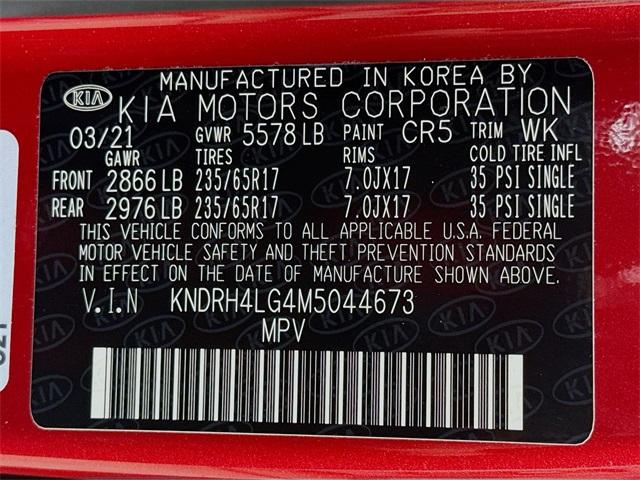 MANUFACTURED IN KOREA BY
KIA KIA MOTORS CORPORATION
03/21 GVWR 5578 LB PAINT CR5 TRIM WK
GAWR TIRES RIMS COLD TIRE INFL
FRONT 2866 LB 235/65R17 7.0JX17 35 PSI SINGLE
REAR 2976 LB 235/65R17 7.0JX17 35 PSI SINGLE
THIS VEHICLE CONFORMS TO ALL APPLICABLE U.S.A. FEDERAL
MOTOR VEHICLE SAFETY AND THEFT PREVENTION STANDARDS
IN EFFECT ON THE DATE OF MANUFACTURE SHOWN ABOVE.
V.I.N KNDRH4LG4M5044673
MPV